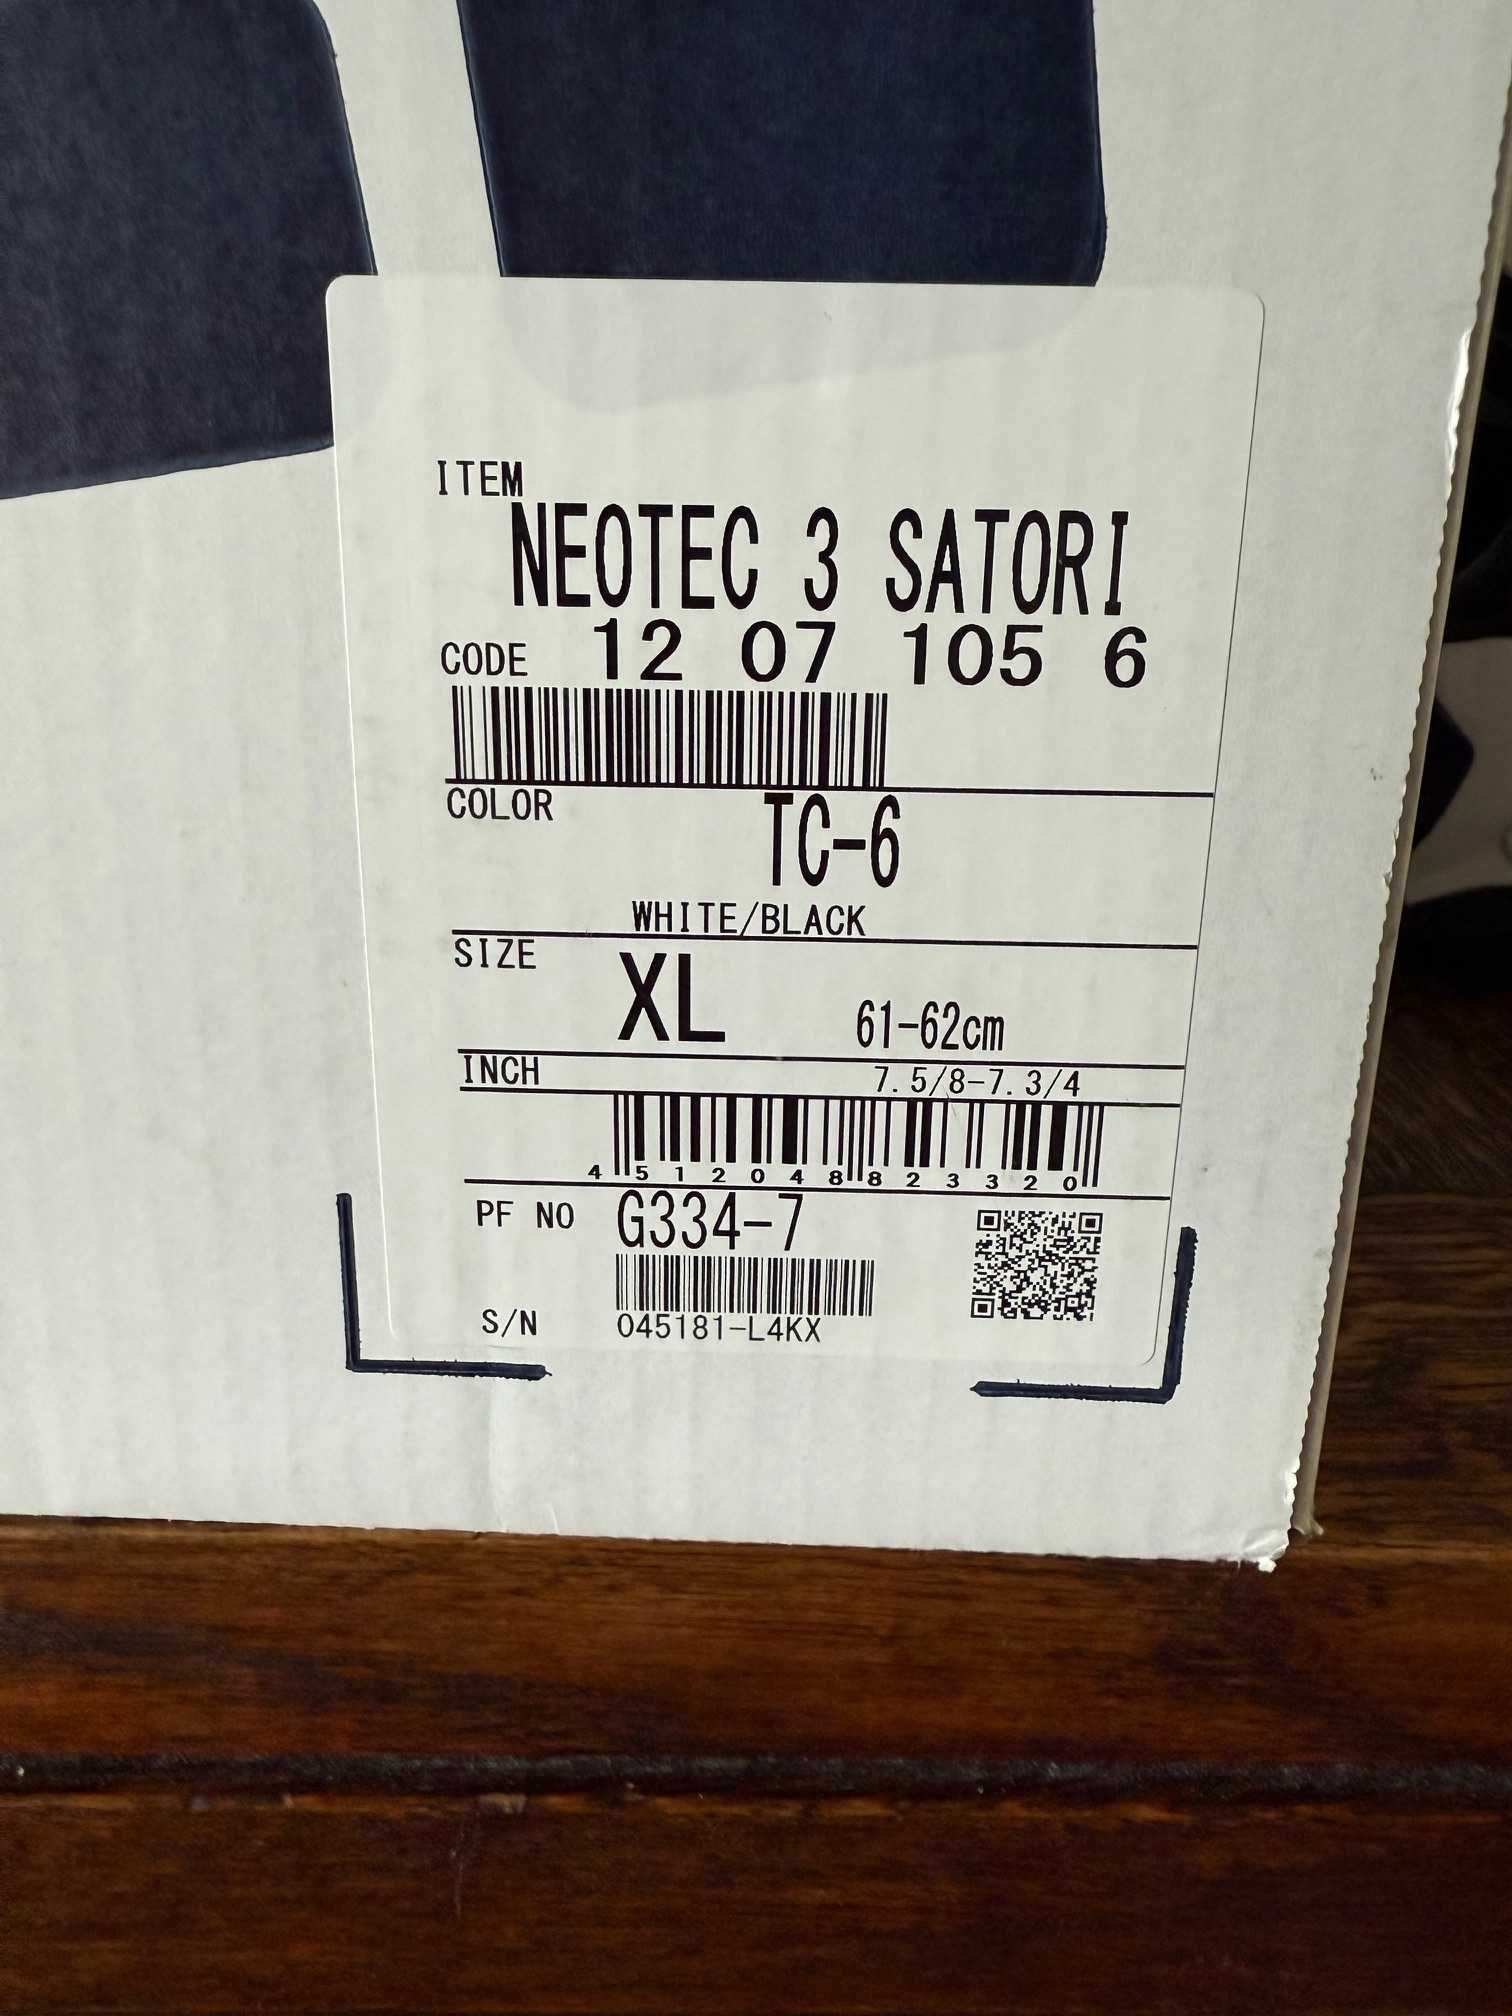 ITEM
NEOTEC 3 SATORI
CODE 12 07 105 6
COLOR TC-6
WHITE/BLACK
SIZE XL 61-62cm
INCH 7.5/8-7.3/4
4 512048 823320
PF NO G334-7
S/N 045181-L4KX